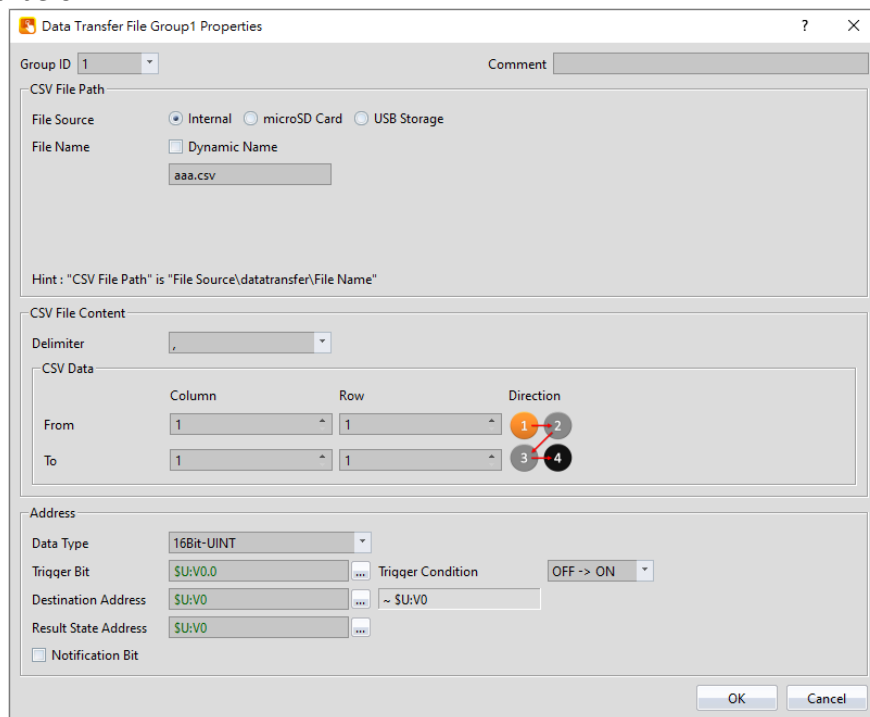 Data Transfer File Group1 Properties ? X
Group ID 1 Comment
CSV File Path
File Source Internal microSD Card USB Storage
File Name Dynamic Name
aaa.csv
Hint : "CSV File Path" is "File Source\datatransfer\File Name"
CSV File Content
Delimiter ,
CSV Data
Column Row Direction
From 1 1 1 2
To 1 1 3 4
Address
Data Type 16Bit-UINT
Trigger Bit $U:V0.0 ... Trigger Condition OFF -> ON
Destination Address $U:V0 ... ~ $U:V0
Result State Address $U:V0 ...
Notification Bit
OK Cancel